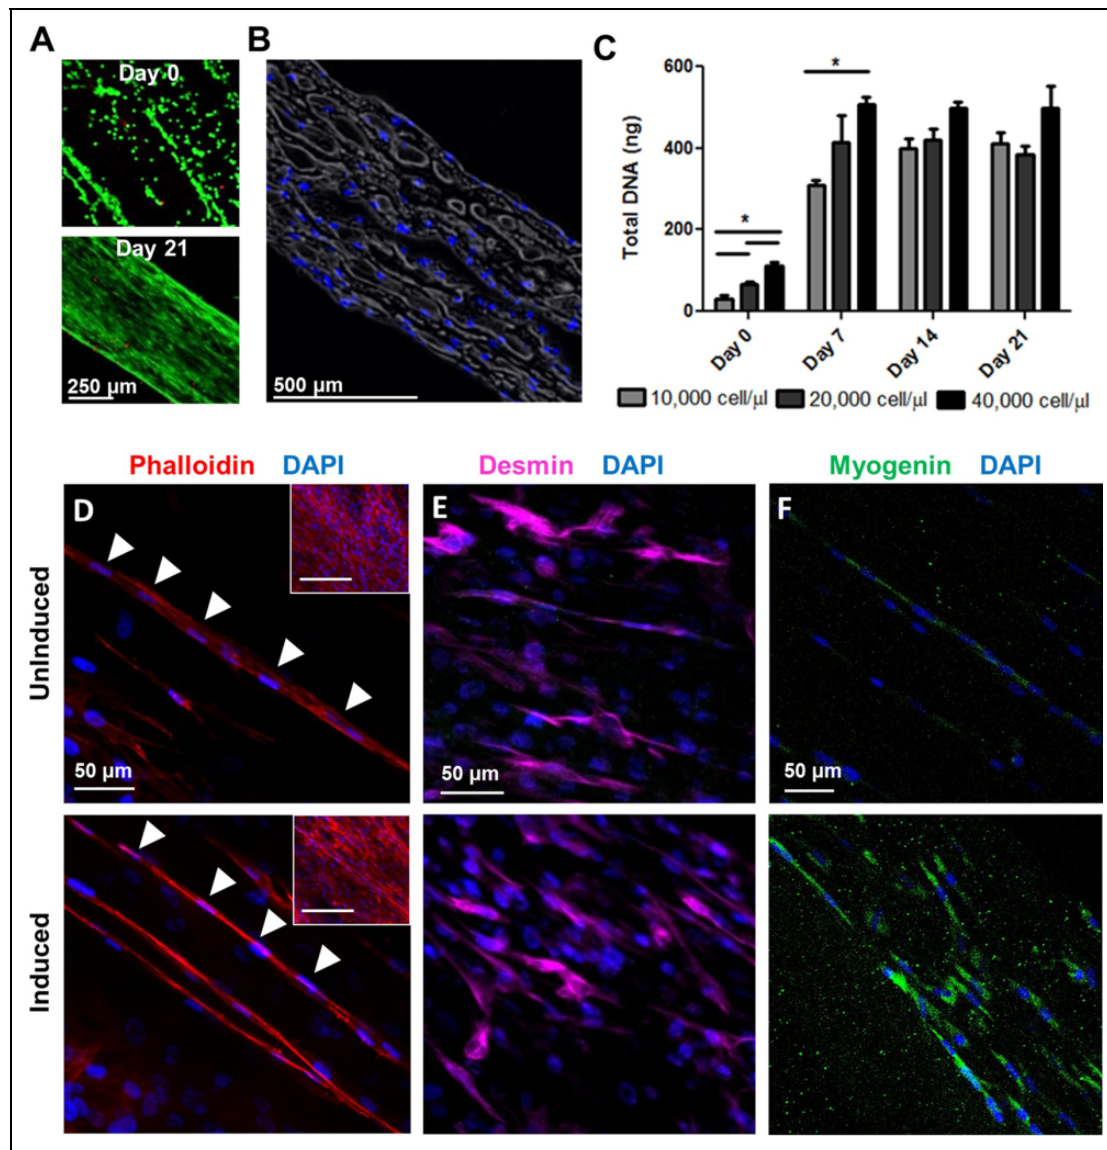 A
Day 0
Day 21
250 µm
B
500 µm
C
*
*
Total DNA (ng)
600
400
200
0
Day 0
Day 7
Day 14
Day 21
10,000 cell/µl
20,000 cell/µl
40,000 cell/µl
Phalloidin DAPI
Desmin DAPI
Myogenin DAPI
UnInduced
D
50 µm
E
50 µm
F
50 µm
Induced